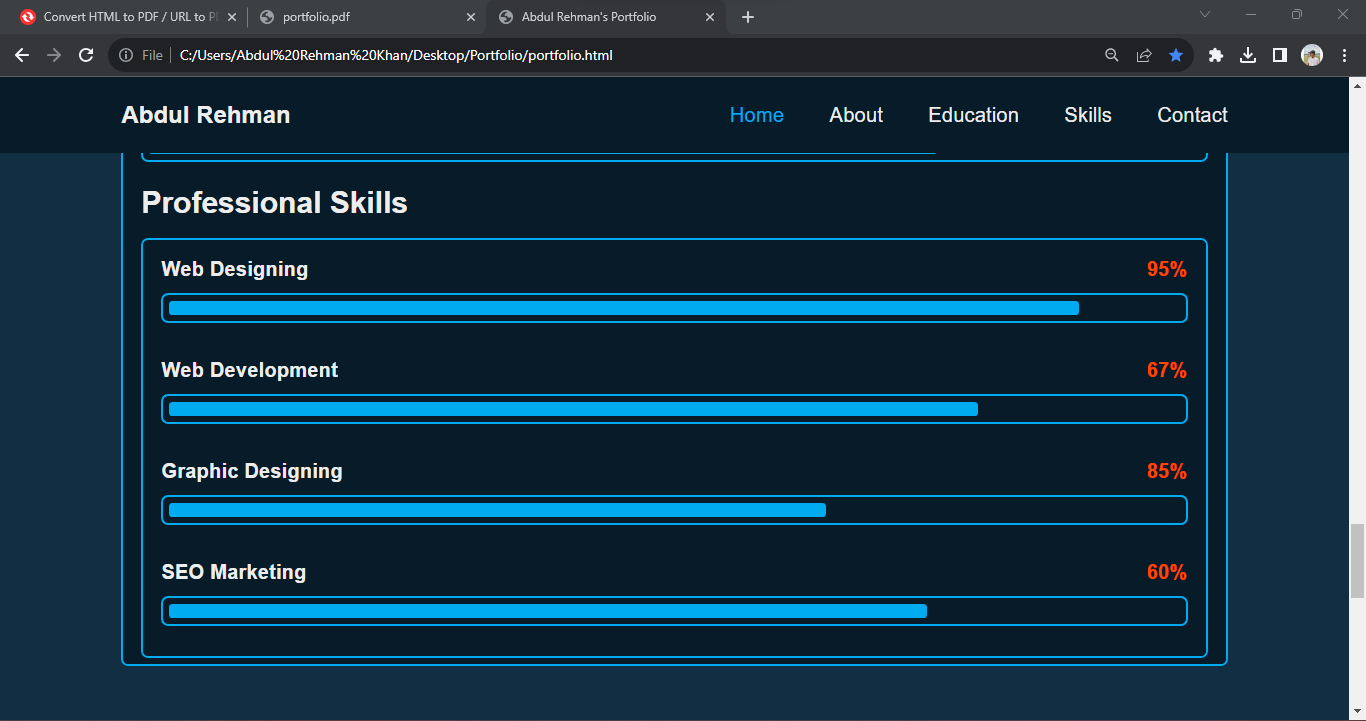 Convert HTML to PDF / URL to P
portfolio.pdf
Abdul Rehman's Portfolio
File
C:/Users/Abdul%20Rehman%20Khan/Desktop/Portfolio/portfolio.html
Abdul Rehman
Home
About
Education
Skills
Contact
Professional Skills
Web Designing
95%
Web Development
67%
Graphic Designing
85%
SEO Marketing
60%